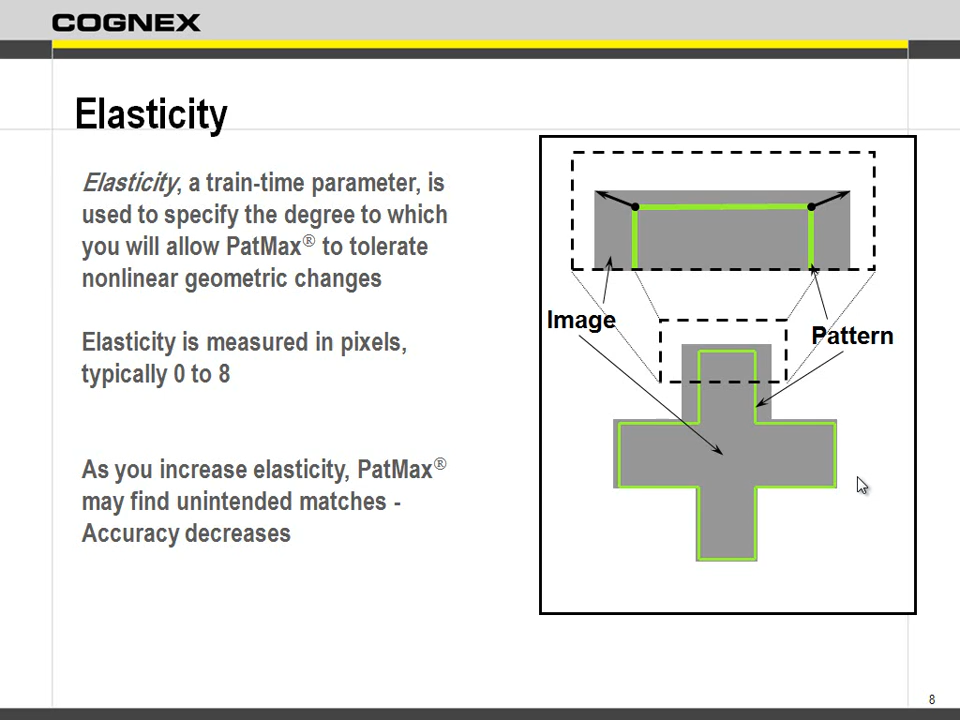 COGNEX
Elasticity
Elasticity, a train-time parameter, is
used to specify the degree to which
you will allow PatMax® to tolerate
nonlinear geometric changes
Elasticity is measured in pixels,
typically 0 to 8
As you increase elasticity, PatMax®
may find unintended matches -
Accuracy decreases
Image
Pattern
8